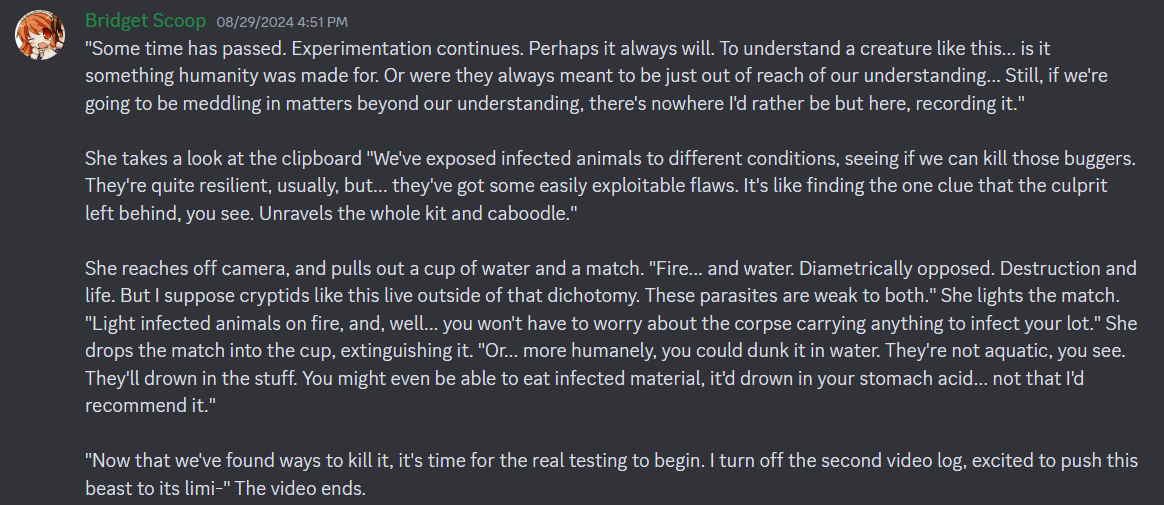 Bridget Scoop 08/29/2024 4:51 PM
"Some time has passed. Experimentation continues. Perhaps it always will. To understand a creature like this... is it
something humanity was made for. Or were they always meant to be just out of reach of our understanding... Still, if we're
going to be meddling in matters beyond our understanding, there's nowhere I'd rather be but here, recording it."
She takes a look at the clipboard "We've exposed infected animals to different conditions, seeing if we can kill those buggers.
They're quite resilient, usually, but... they've got some easily exploitable flaws. It's like finding the one clue that the culprit
left behind, you see. Unravels the whole kit and caboodle."
She reaches off camera, and pulls out a cup of water and a match. "Fire... and water. Diametrically opposed. Destruction and
life. But I suppose cryptids like this live outside of that dichotomy. These parasites are weak to both." She lights the match.
"Light infected animals on fire, and, well... you won't have to worry about the corpse carrying anything to infect your lot." She
drops the match into the cup, extinguishing it. "Or... more humanely, you could dunk it in water. They're not aquatic, you see.
They'll drown in the stuff. You might even be able to eat infected material, it'd drown in your stomach acid... not that I'd
recommend it."
"Now that we've found ways to kill it, it's time for the real testing to begin. I turn off the second video log, excited to push this
beast to its limi-" The video ends.